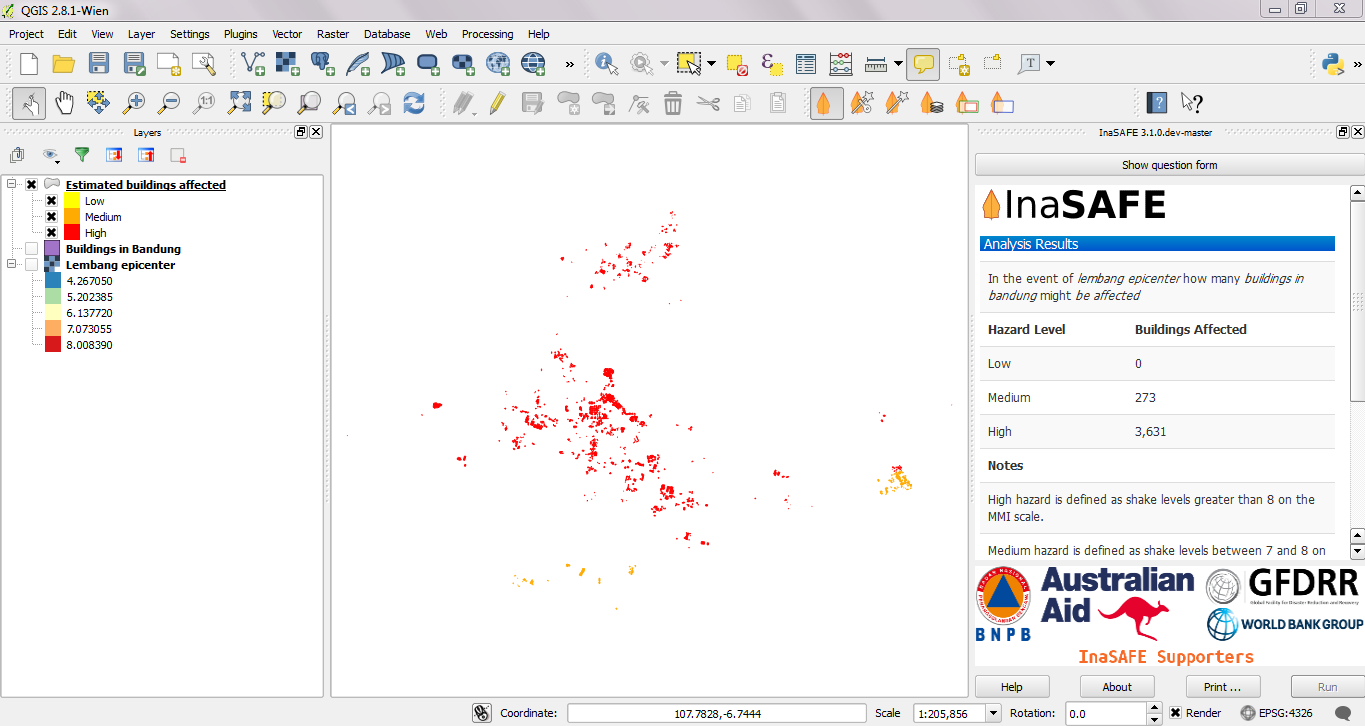 QGIS 2.8.1-Wien
Project Edit View Layer Settings Plugins Vector Raster Database Web Processing Help
Layers
Estimated buildings affected
Low
Medium
High
Buildings in Bandung
Lembang epicenter
4.267050
5.202385
6.137720
7.073055
8.008390
InaSAFE 3.1.0.dev-master
Show question form
InaSAFE
Analysis Results
In the event of lembang epicenter how many buildings in
bandung might be affected
Hazard Level Buildings Affected
Low 0
Medium 273
High 3,631
Notes
High hazard is defined as shake levels greater than 8 on the
MMI scale.
Medium hazard is defined as shake levels between 7 and 8 on
BNPB
Australian
Aid
GFDRR
Global Facility for Disaster Reduction and Recovery
WORLD BANK GROUP
InaSAFE Supporters
Help About Print ... Run
Coordinate: 107.7828,-6.7444 Scale 1:205,856 Rotation: 0.0 Render EPSG:4326